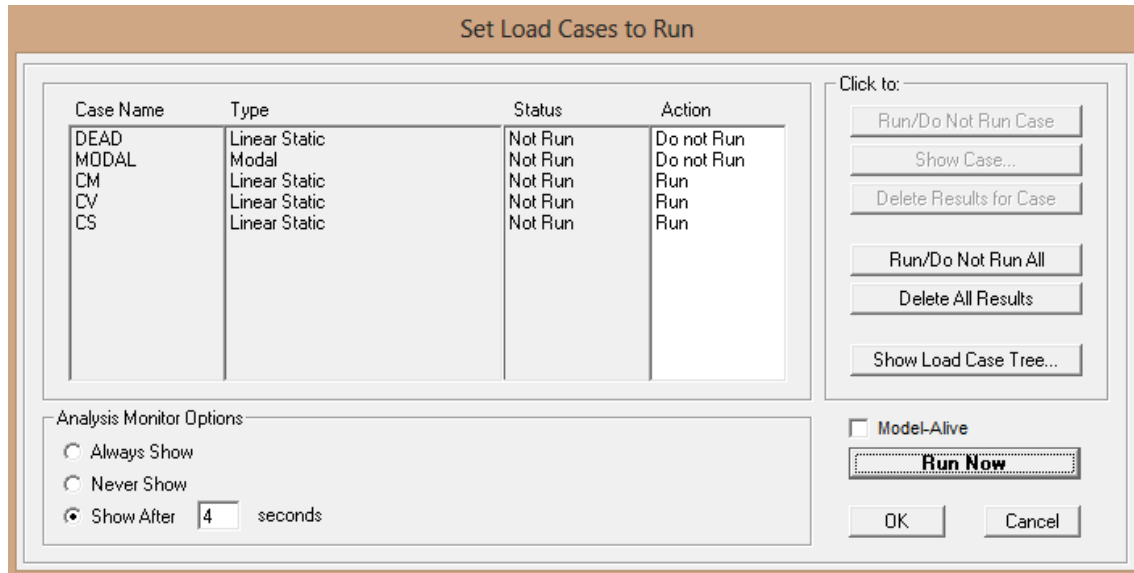 Set Load Cases to Run
Case Name Type Status Action
DEAD Linear Static Not Run Do not Run
MODAL Modal Not Run Do not Run
CM Linear Static Not Run Run
CV Linear Static Not Run Run
CS Linear Static Not Run Run
Click to:
Run/Do Not Run Case
Show Case...
Delete Results for Case
Run/Do Not Run All
Delete All Results
Show Load Case Tree...
Analysis Monitor Options
Always Show
Never Show
Show After 4 seconds
Model-Alive
Run Now
OK Cancel